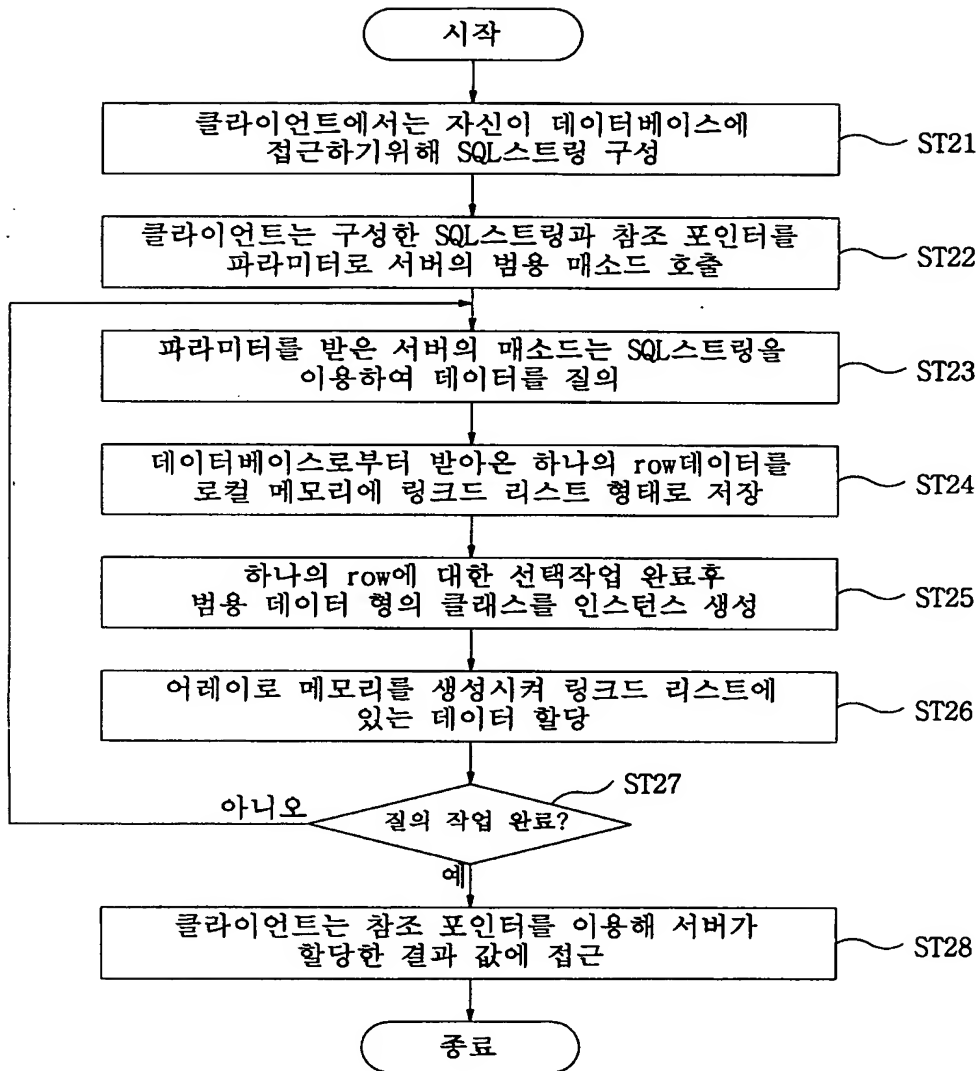 시작
클라이언트에서는 자신이 데이터베이스에
접근하기위해 SQL스트링 구성
ST21
클라이언트는 구성한 SQL스트링과 참조 포인터를
파라미터로 서버의 범용 매소드 호출
ST22
파라미터를 받은 서버의 매소드는 SQL스트링을
이용하여 데이터를 질의
ST23
데이터베이스로부터 받아온 하나의 row데이터를
로컬 메모리에 링크드 리스트 형태로 저장
ST24
하나의 row에 대한 선택작업 완료후
범용 데이터 형의 클래스를 인스턴스 생성
ST25
어레이로 메모리를 생성시켜 링크드 리스트에
있는 데이터 할당
ST26
ST27
아니오
질의 작업 완료?
예
클라이언트는 참조 포인터를 이용해 서버가
할당한 결과 값에 접근
ST28
종료